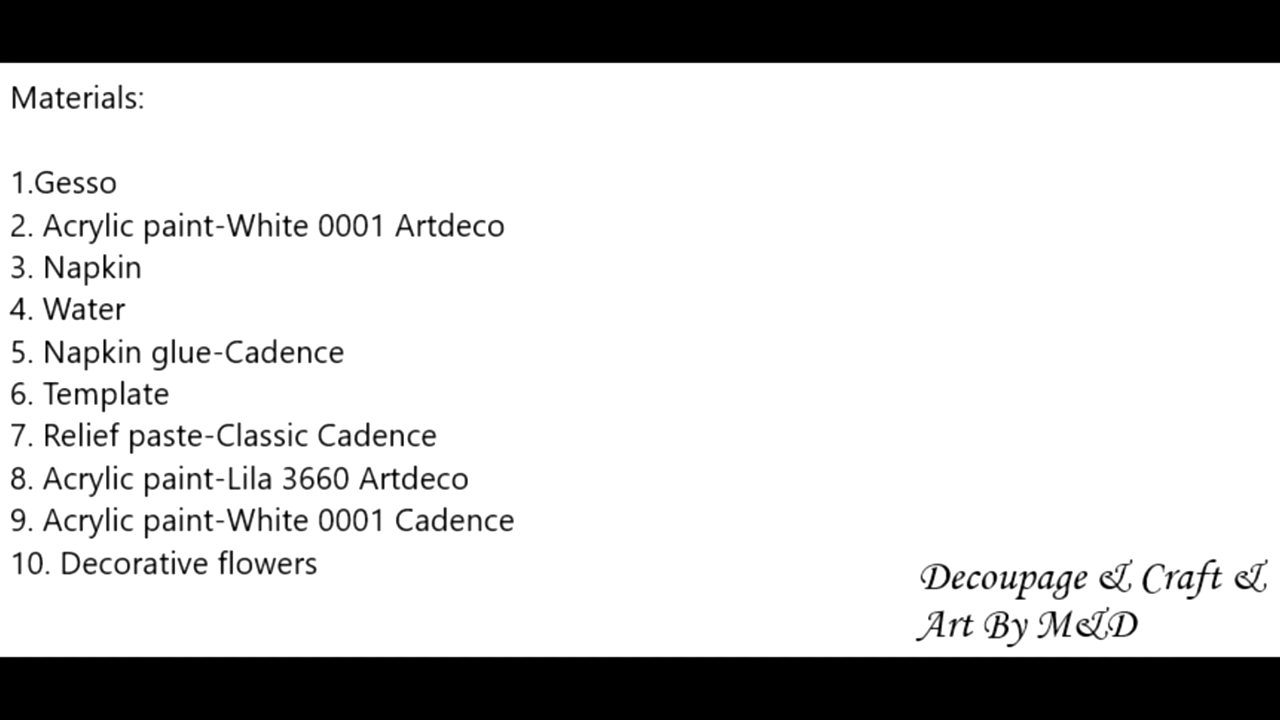 Materials:
1.Gesso
2. Acrylic paint-White 0001 Artdeco
3. Napkin
4. Water
5. Napkin glue-Cadence
6. Template
7. Relief paste-Classic Cadence
8. Acrylic paint-Lila 3660 Artdeco
9. Acrylic paint-White 0001 Cadence
10. Decorative flowers
Decoupage & Craft &
Art By M&D